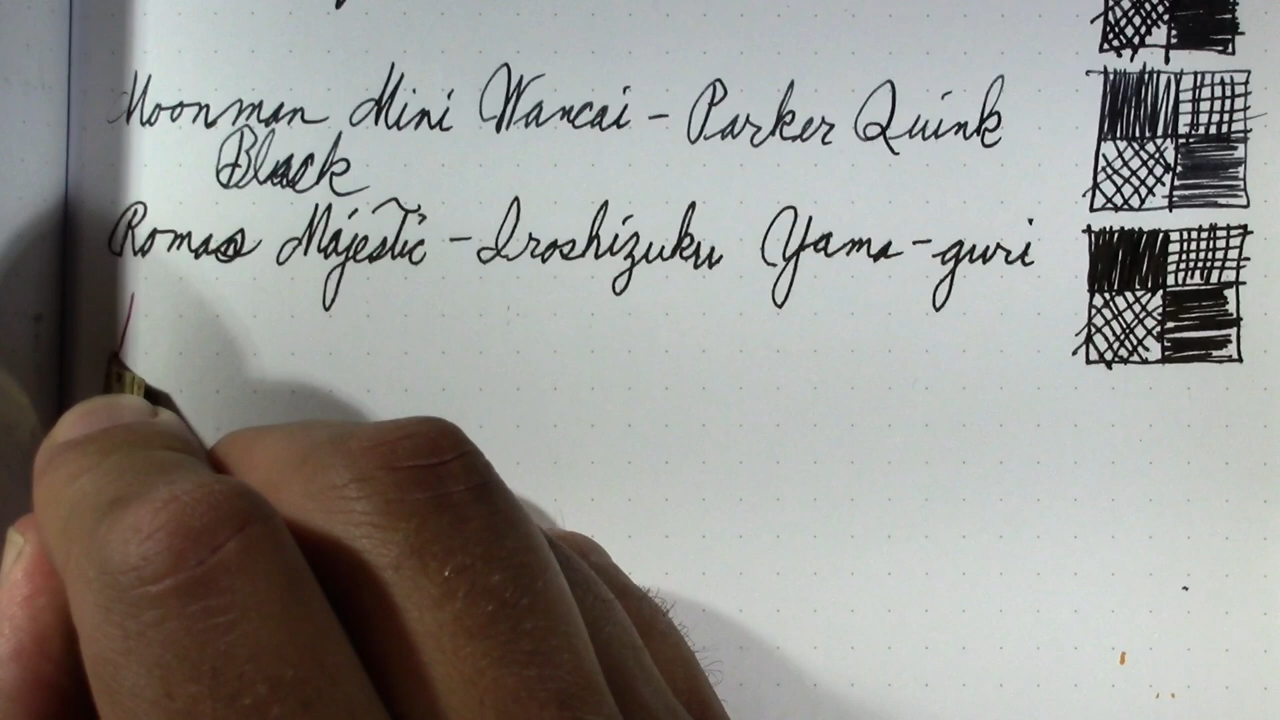 Moonman Mini Wancai - Parker Quink
Black
Romas Majestic - Iroshizuku Yama-guri